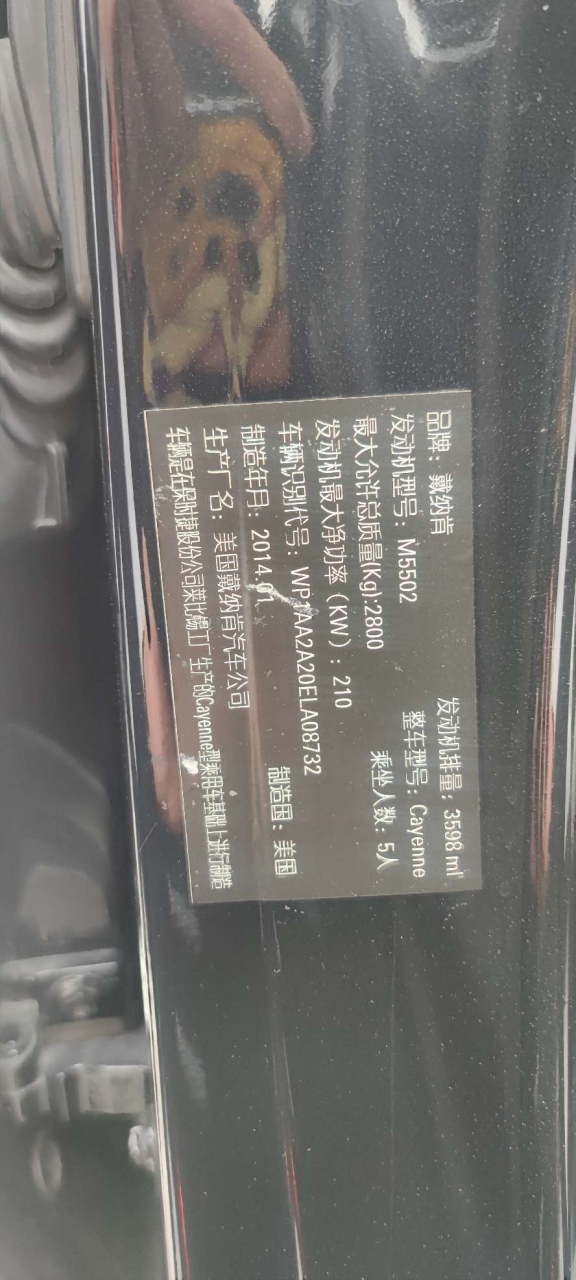 品牌：戴纳肯 发动机排量：3598 ml
发动机型号：M5502 整车型号：Cayenne
最大允许总质量(Kg):2800 乘坐人数：5人
发动机最大净功率（KW）：210
车辆识别代号：WP1AA2A20ELA08732
制造年月：2014.01 制造国：美国
生产厂名：美国戴纳肯汽车公司
车辆是在保时捷股份公司莱比锡工厂生产的Cayenne型乘用车基础上进行制造